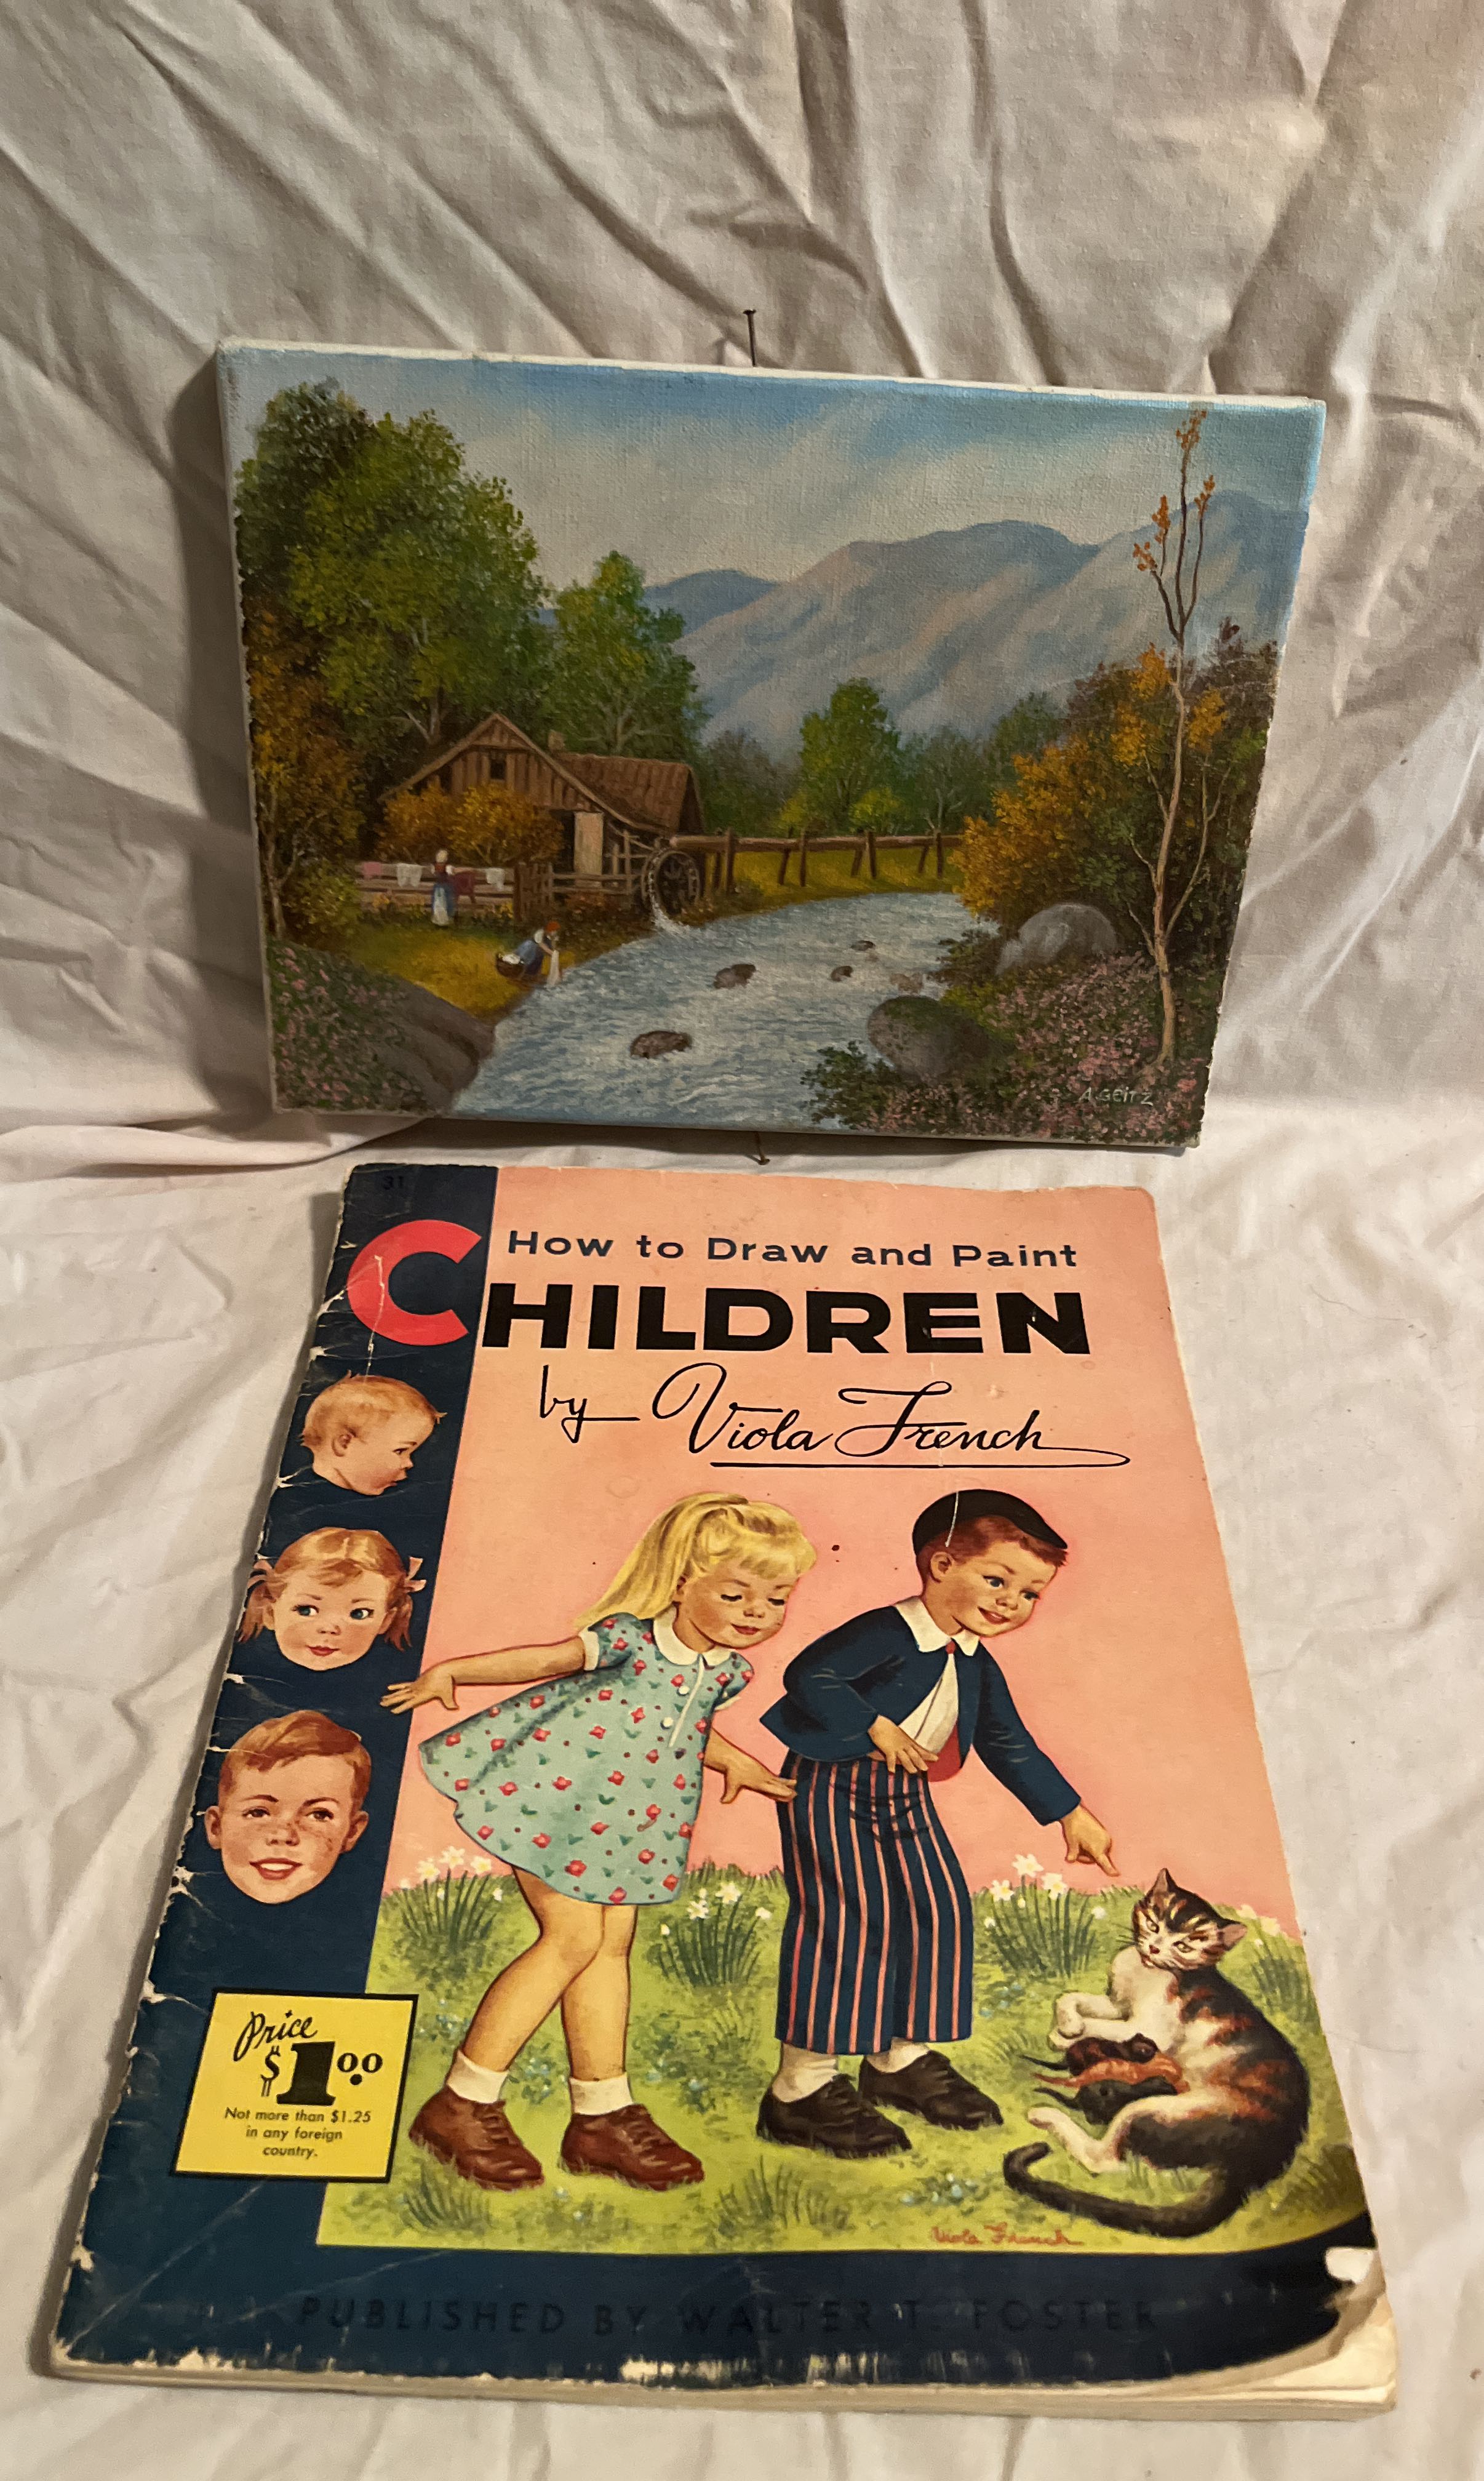 A. GEITZ
31
How to Draw and Paint
CHILDREN
by Viola French
Price
$1.00
Not more than $1.25
in any foreign
country.
Viola French
PUBLISHED BY WALTER T. FOSTER